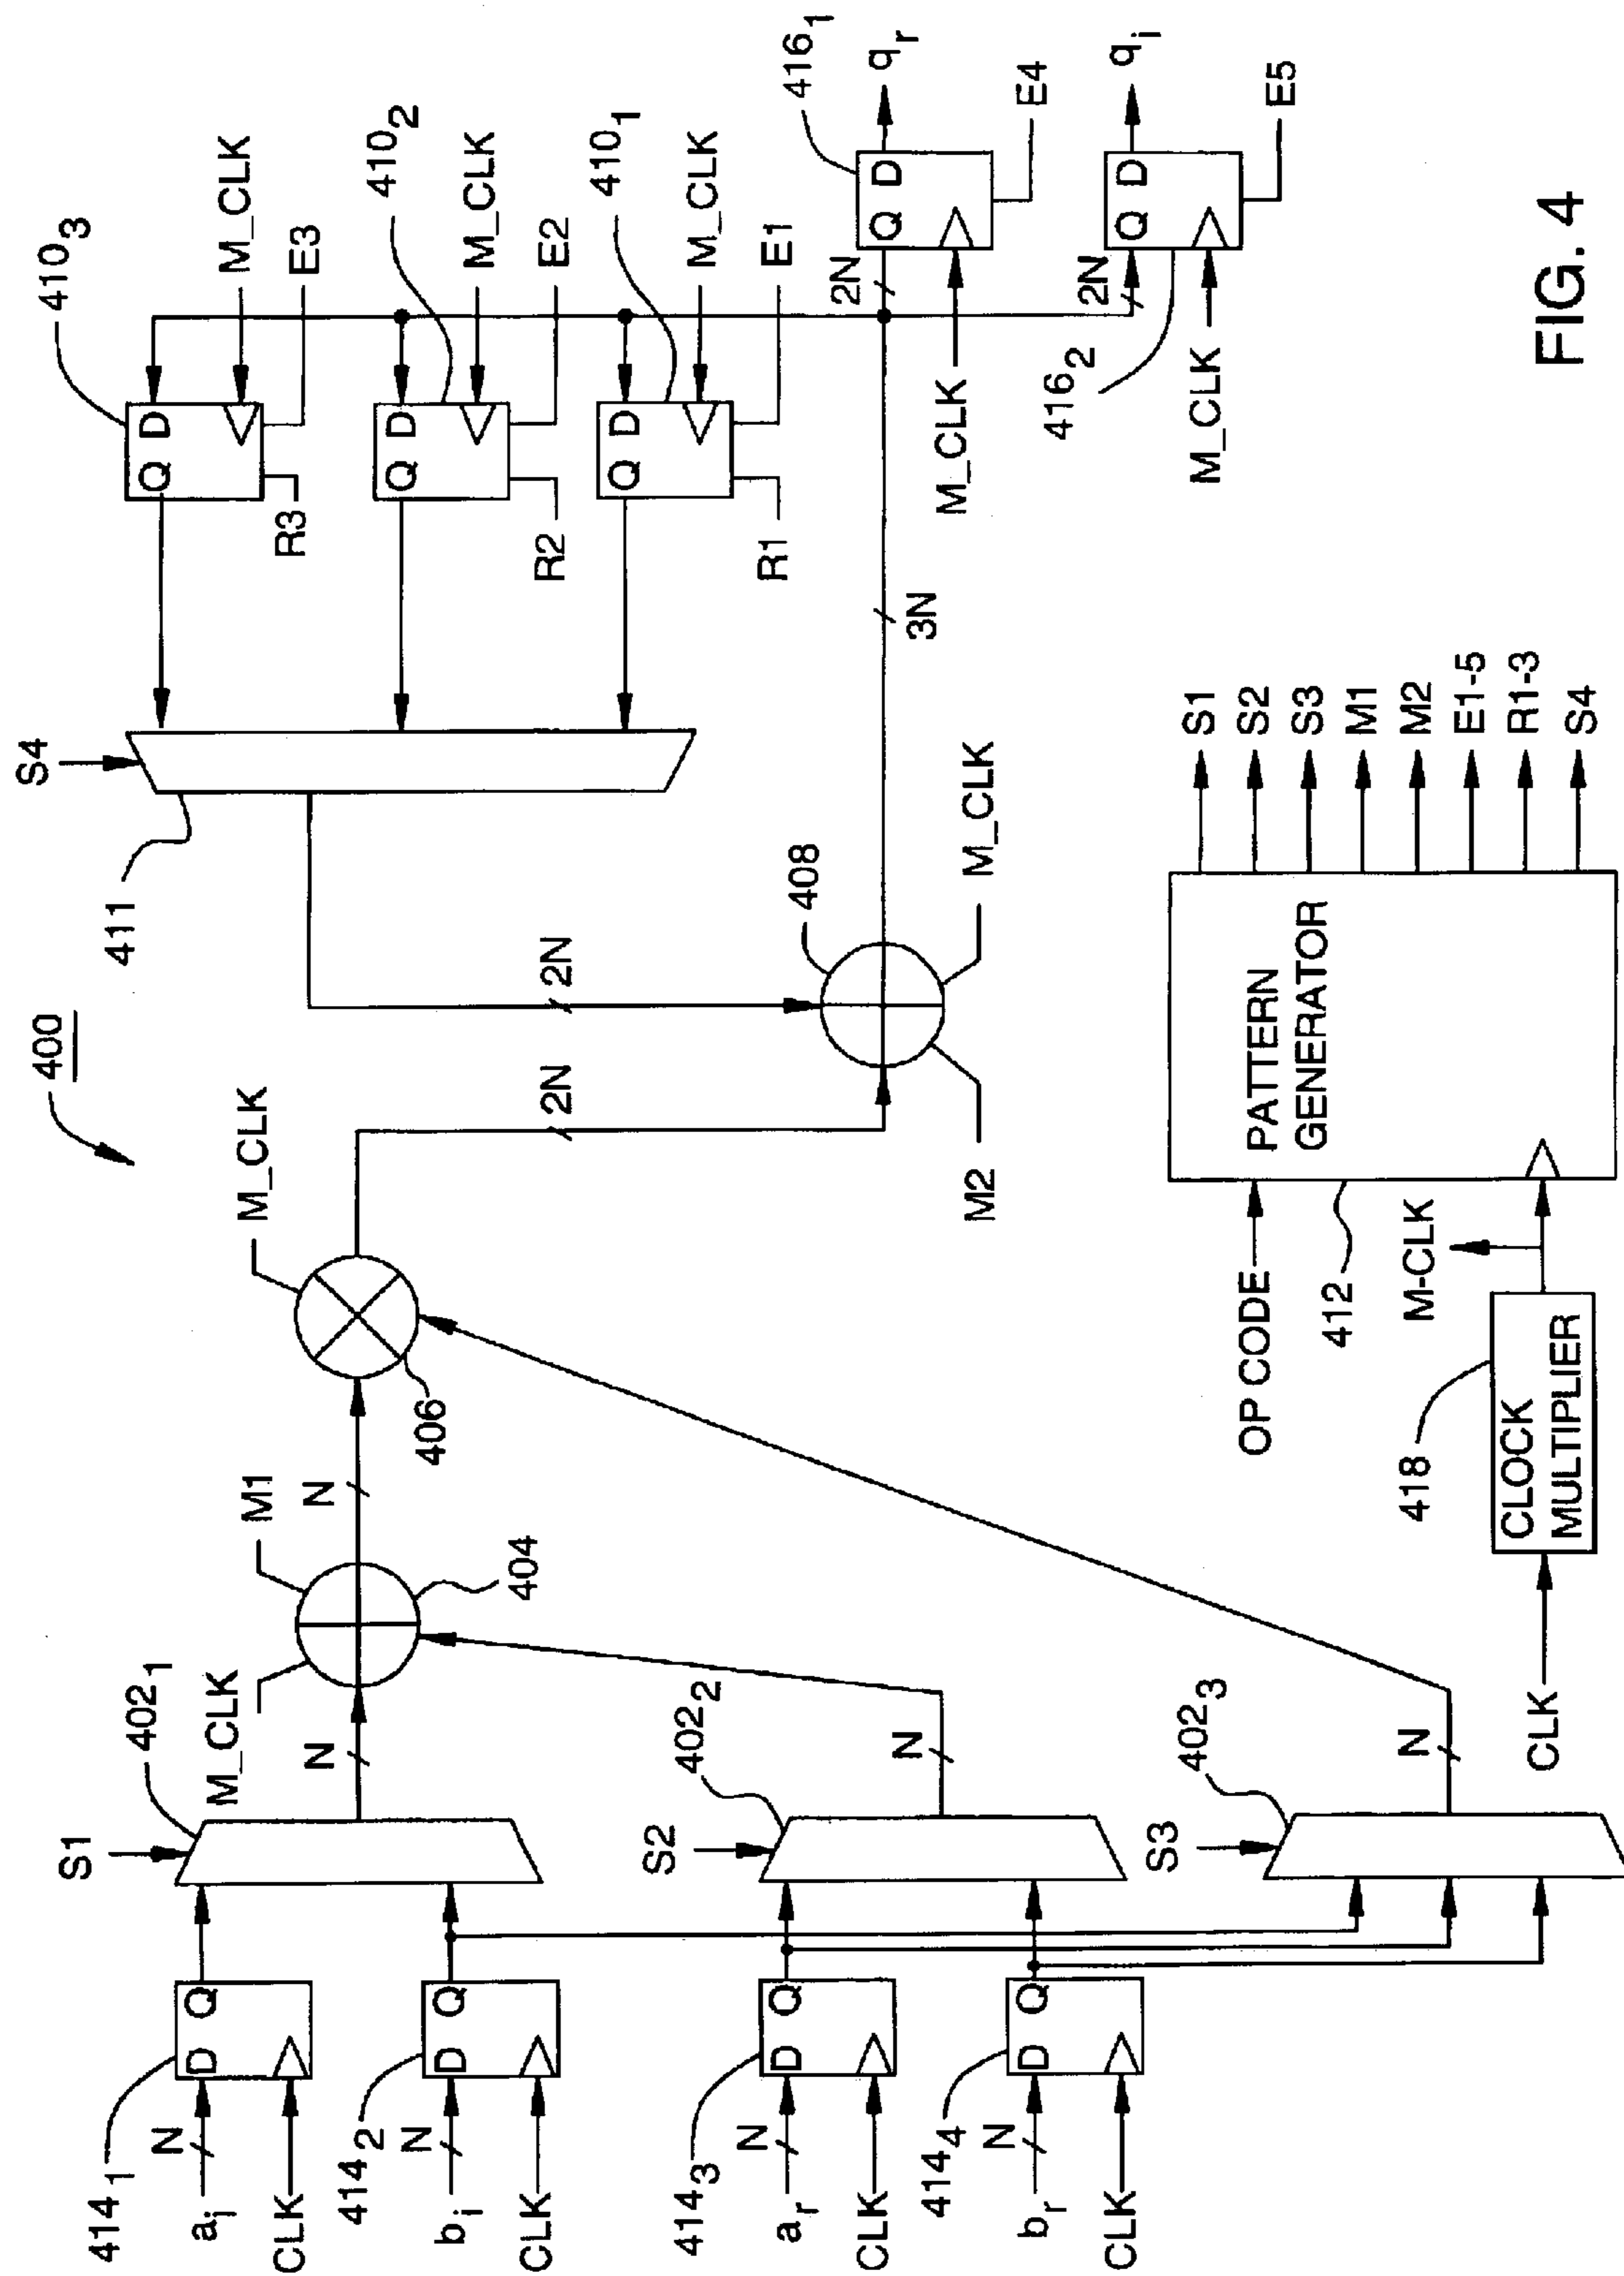 400
S1
402₁
M_CLK
N
M1
404
N
406
M_CLK
2N
411
S4
2N
408
M_CLK
M2
3N
410₃
Q D
M_CLK
E3
R3
410₂
Q D
M_CLK
E2
R2
410₁
Q D
M_CLK
E1
R1
2N
Q D
416₁
qᵣ
M_CLK
E4
2N
Q D
416₂
qᵢ
M_CLK
E5
414₁
aᵢ
N
D Q
CLK
414₂
bᵢ
N
D Q
CLK
S2
402₂
N
414₃
aᵣ
N
D Q
CLK
414₄
bᵣ
N
D Q
CLK
S3
402₃
N
CLK
418
CLOCK
MULTIPLIER
M-CLK
OP CODE
412
PATTERN
GENERATOR
S1
S2
S3
M1
M2
E1-5
R1-3
S4
FIG. 4